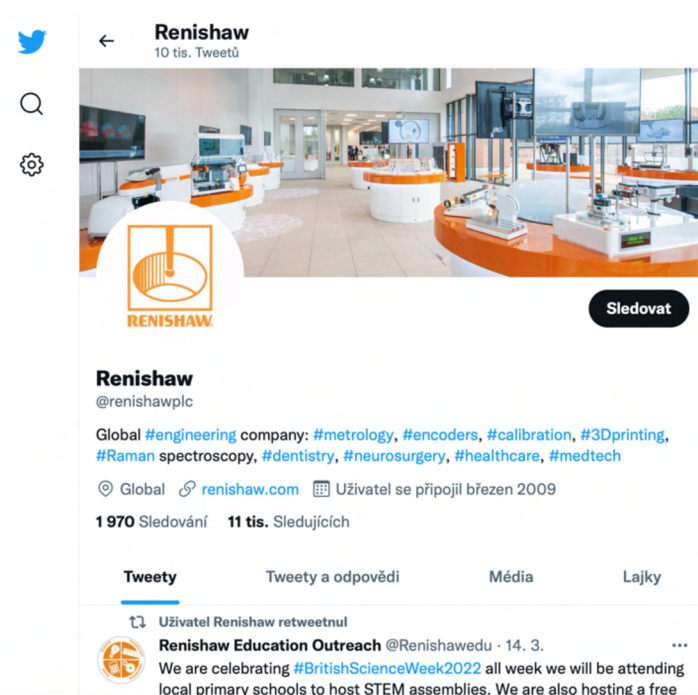 Renishaw
10 tis. Tweetů
RENISHAW
Sledovat
Renishaw
@renishawplc
Global #engineering company: #metrology, #encoders, #calibration, #3Dprinting,
#Raman spectroscopy, #dentistry, #neurosurgery, #healthcare, #medtech
Global renishaw.com Uživatel se připojil březen 2009
1 970 Sledování 11 tis. Sledujících
Tweety Tweety a odpovědi Média Lajky
Uživatel Renishaw retweetnul
Renishaw Education Outreach @Renishawedu · 14. 3.
We are celebrating #BritishScienceWeek2022 all week we will be attending
local primary schools to host STEM assemblies. We are also hosting a free